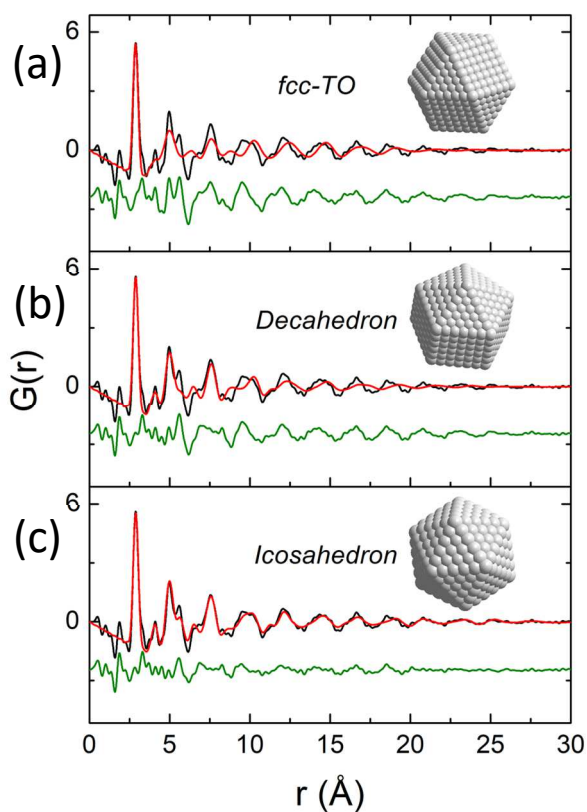 (a)
6
0
fcc-TO
(b)
6
0
Decahedron
G(r)
(c)
6
0
Icosahedron
0 5 10 15 20 25 30
r (Å)